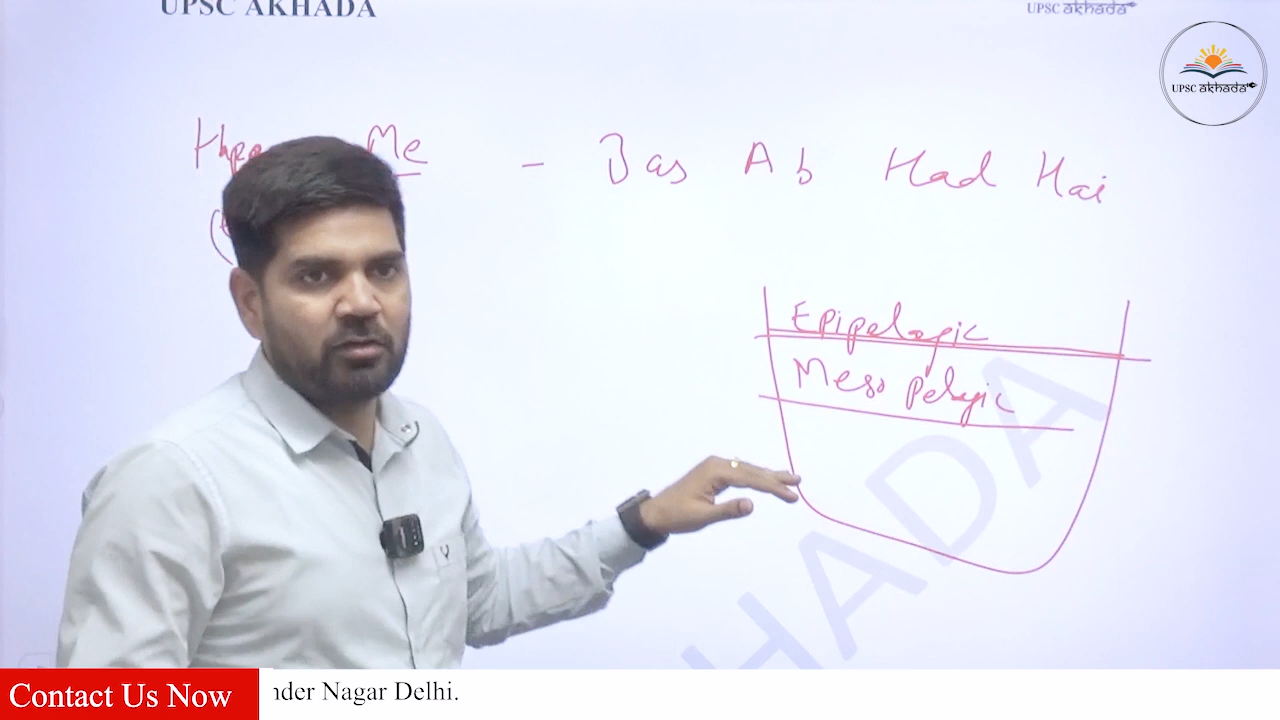 UPSC AKHADA
UPSC akhada
UPSC akhada
Me - Bas Ab Had Hai
Epipelagic
Meso pelagic
HADA
Contact Us Now
nder Nagar Delhi.